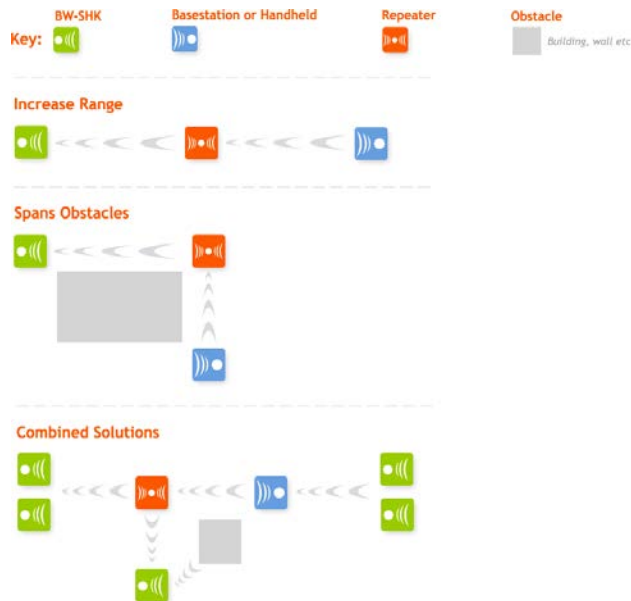 BW-SHK
Basestation or Handheld
Repeater
Obstacle
Key:
Building, wall etc
Increase Range
Spans Obstacles
Combined Solutions